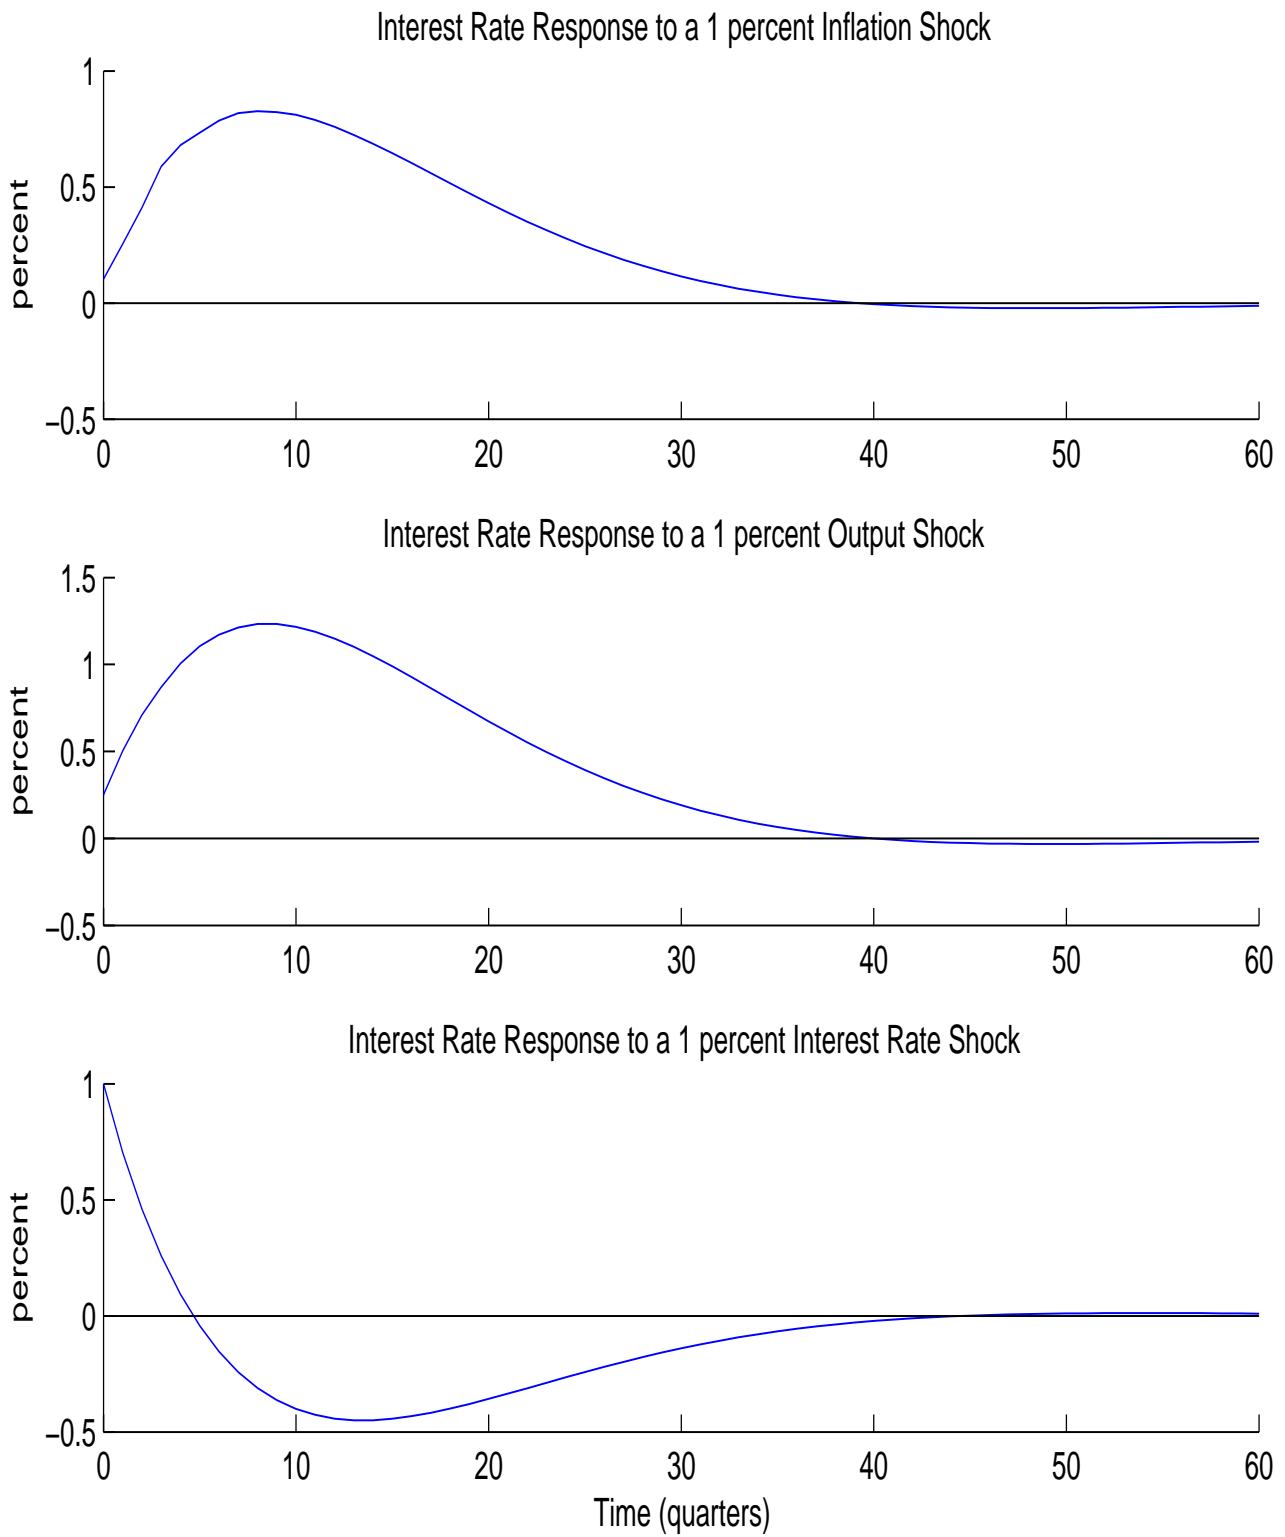 Interest Rate Response to a 1 percent Inflation Shock
1
0.5
0
−0.5
percent
0 10 20 30 40 50 60
Interest Rate Response to a 1 percent Output Shock
1.5
1
0.5
0
−0.5
percent
0 10 20 30 40 50 60
Interest Rate Response to a 1 percent Interest Rate Shock
1
0.5
0
−0.5
percent
0 10 20 30 40 50 60
Time (quarters)